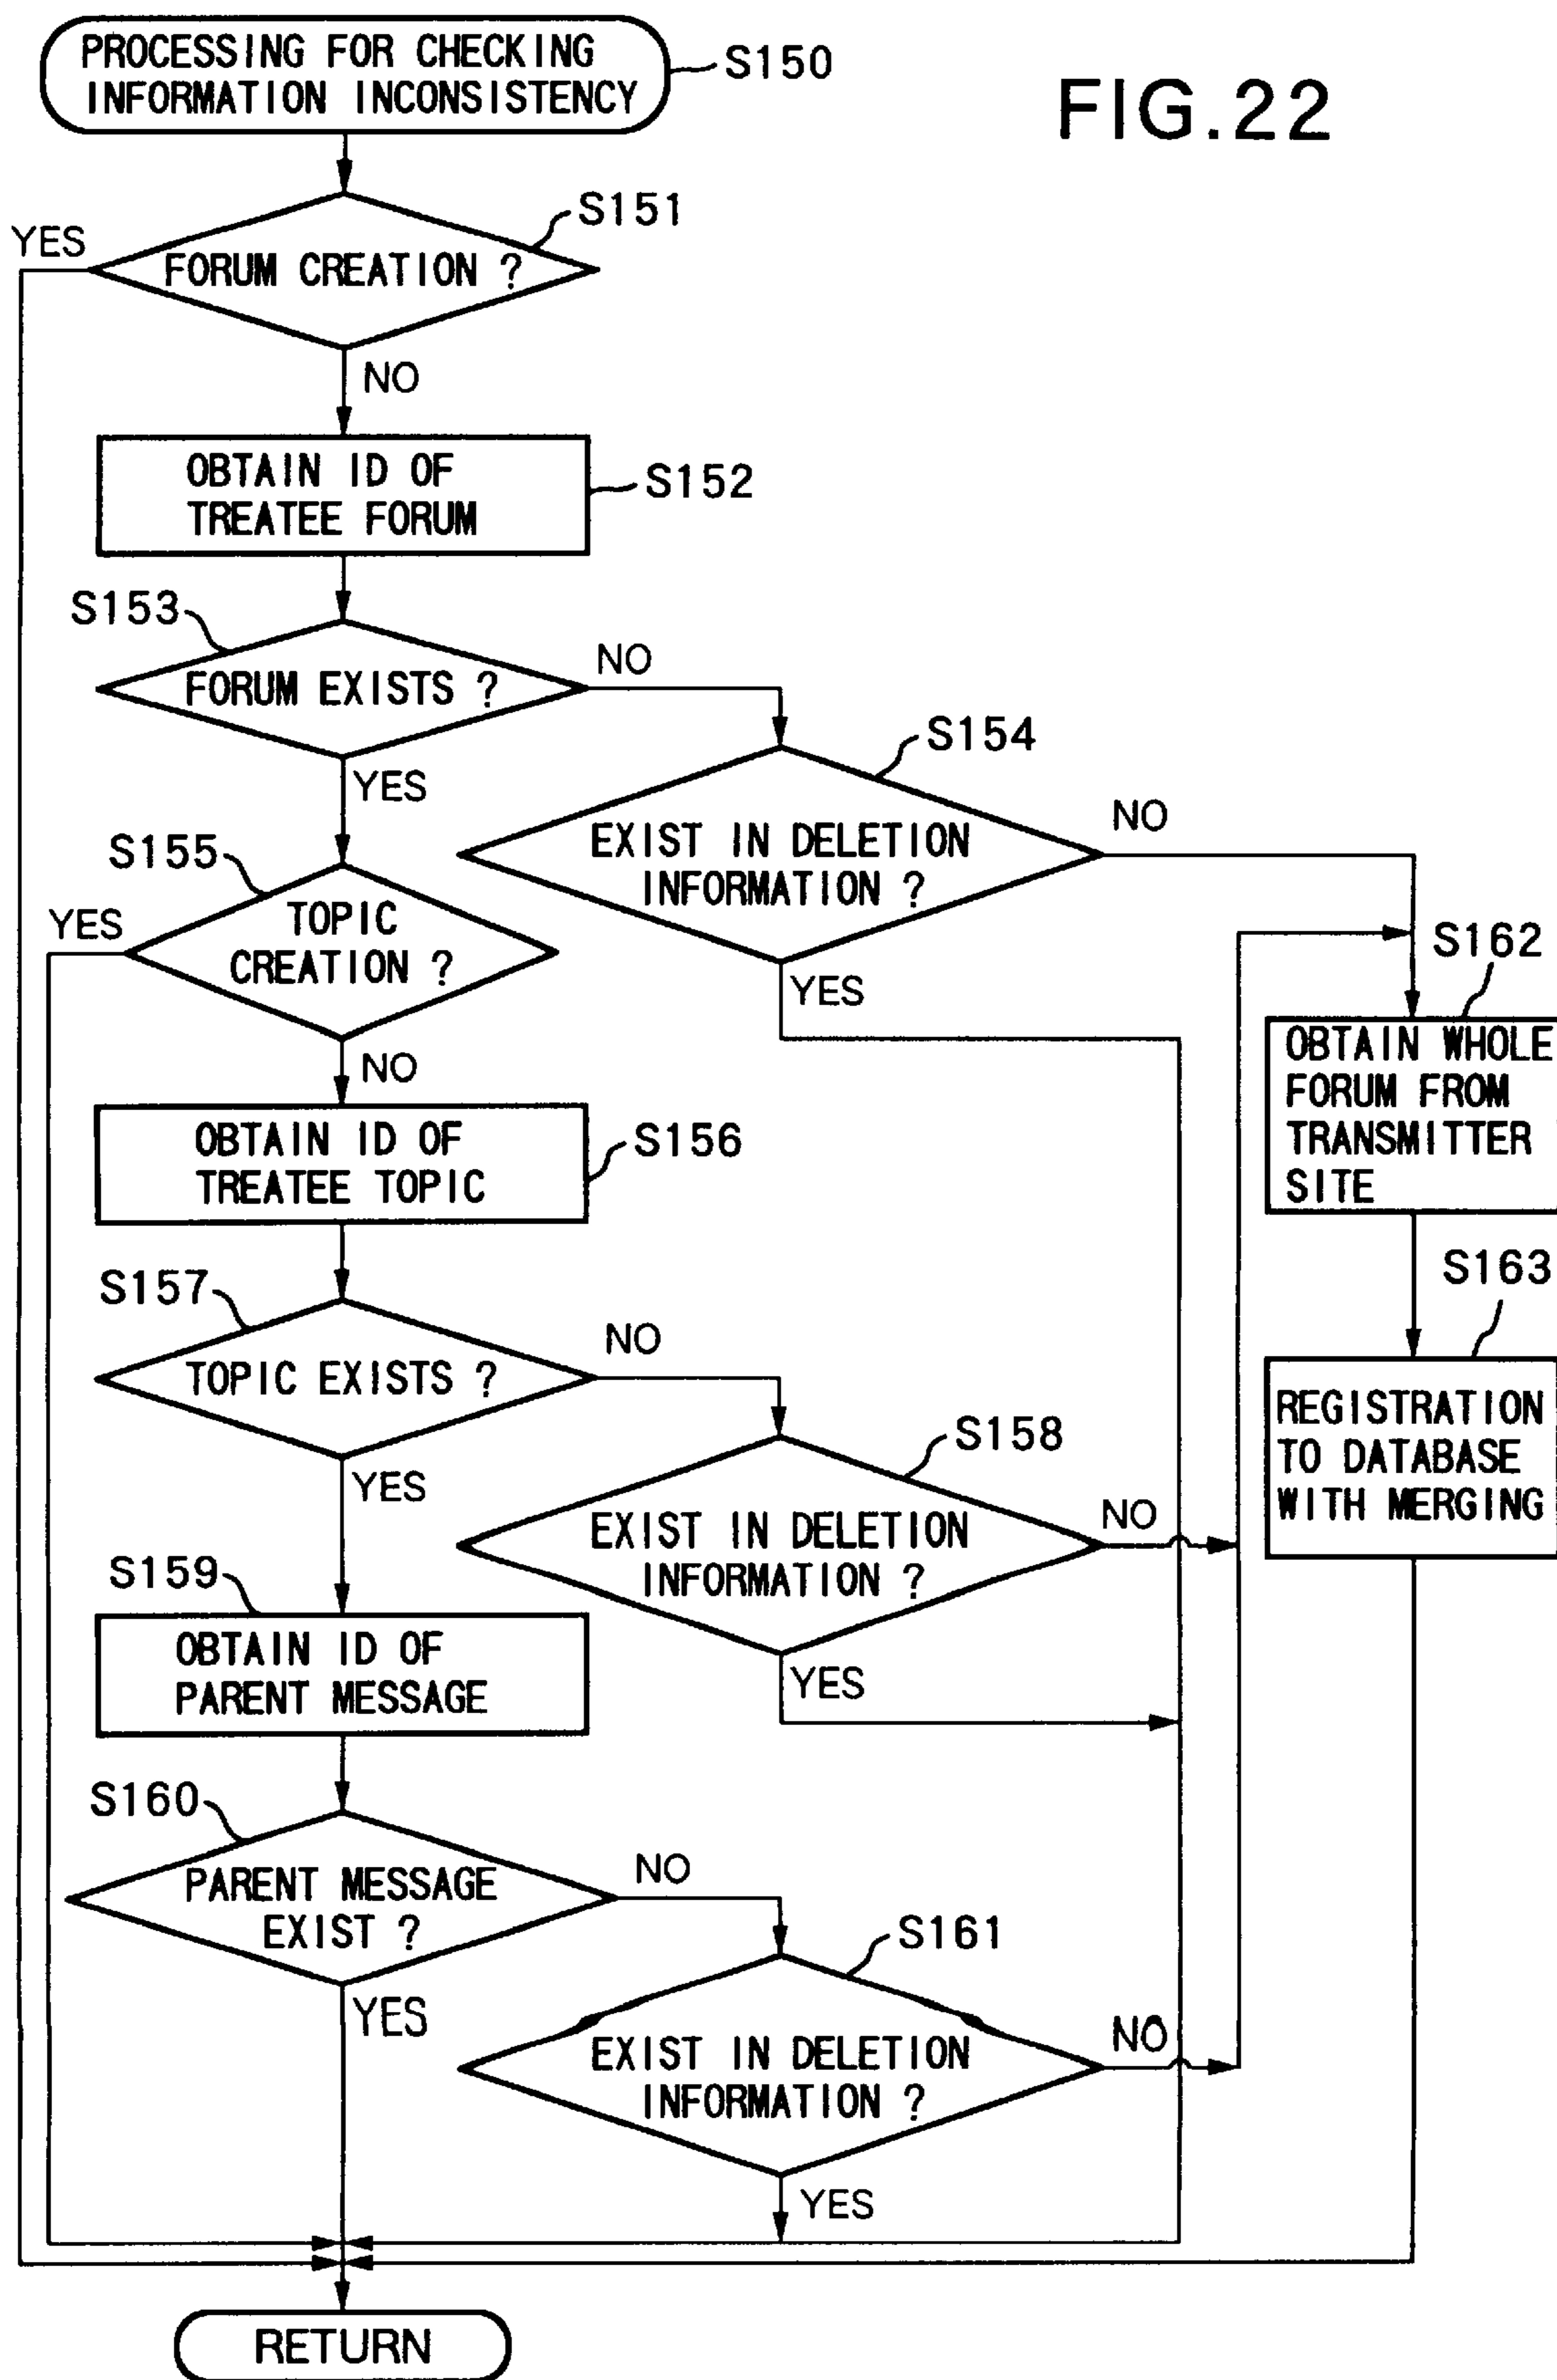 PROCESSING FOR CHECKING
INFORMATION INCONSISTENCY
S150
FIG.22
S151
YES
FORUM CREATION ?
NO
OBTAIN ID OF
TREATEE FORUM
S152
S153
NO
FORUM EXISTS ?
S154
YES
NO
EXIST IN DELETION
INFORMATION ?
S155
YES
TOPIC
CREATION ?
S162
YES
NO
OBTAIN WHOLE
FORUM FROM
TRANSMITTER
SITE
OBTAIN ID OF
TREATEE TOPIC
S156
S163
S157
NO
TOPIC EXISTS ?
REGISTRATION
TO DATABASE
WITH MERGING
S158
YES
NO
EXIST IN DELETION
INFORMATION ?
S159
OBTAIN ID OF
PARENT MESSAGE
YES
S160
NO
PARENT MESSAGE
EXIST ?
S161
YES
NO
EXIST IN DELETION
INFORMATION ?
YES
RETURN